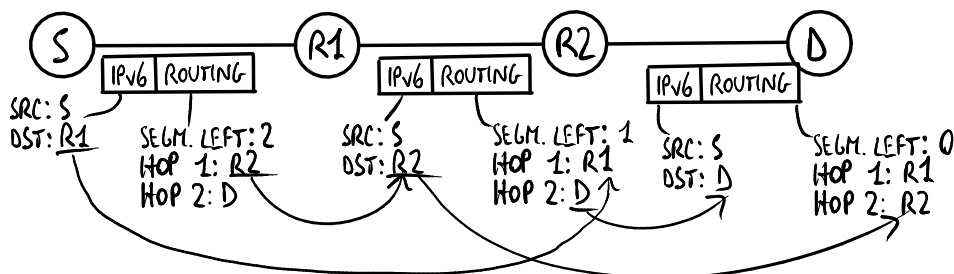 S R1 R2 D
IPv6 ROUTING
SRC: S
DST: R1
SEGM. LEFT: 2
HOP 1: R2
HOP 2: D
IPv6 ROUTING
SRC: S
DST: R2
SEGM. LEFT: 1
HOP 1: R1
HOP 2: D
IPv6 ROUTING
SRC: S
DST: D
SEGM. LEFT: 0
HOP 1: R1
HOP 2: R2